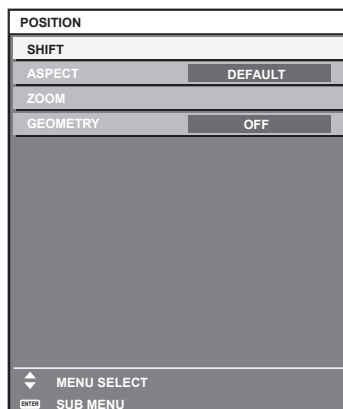 POSITION
SHIFT
ASPECT DEFAULT
ZOOM
GEOMETRY OFF
MENU SELECT
ENTER SUB MENU